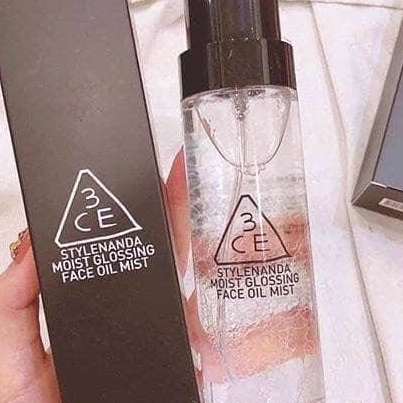 3
CE
STYLENANDA
MOIST GLOSSING
FACE OIL MIST
3
CE
STYLENANDA
MOIST GLOSSING
FACE OIL MIST